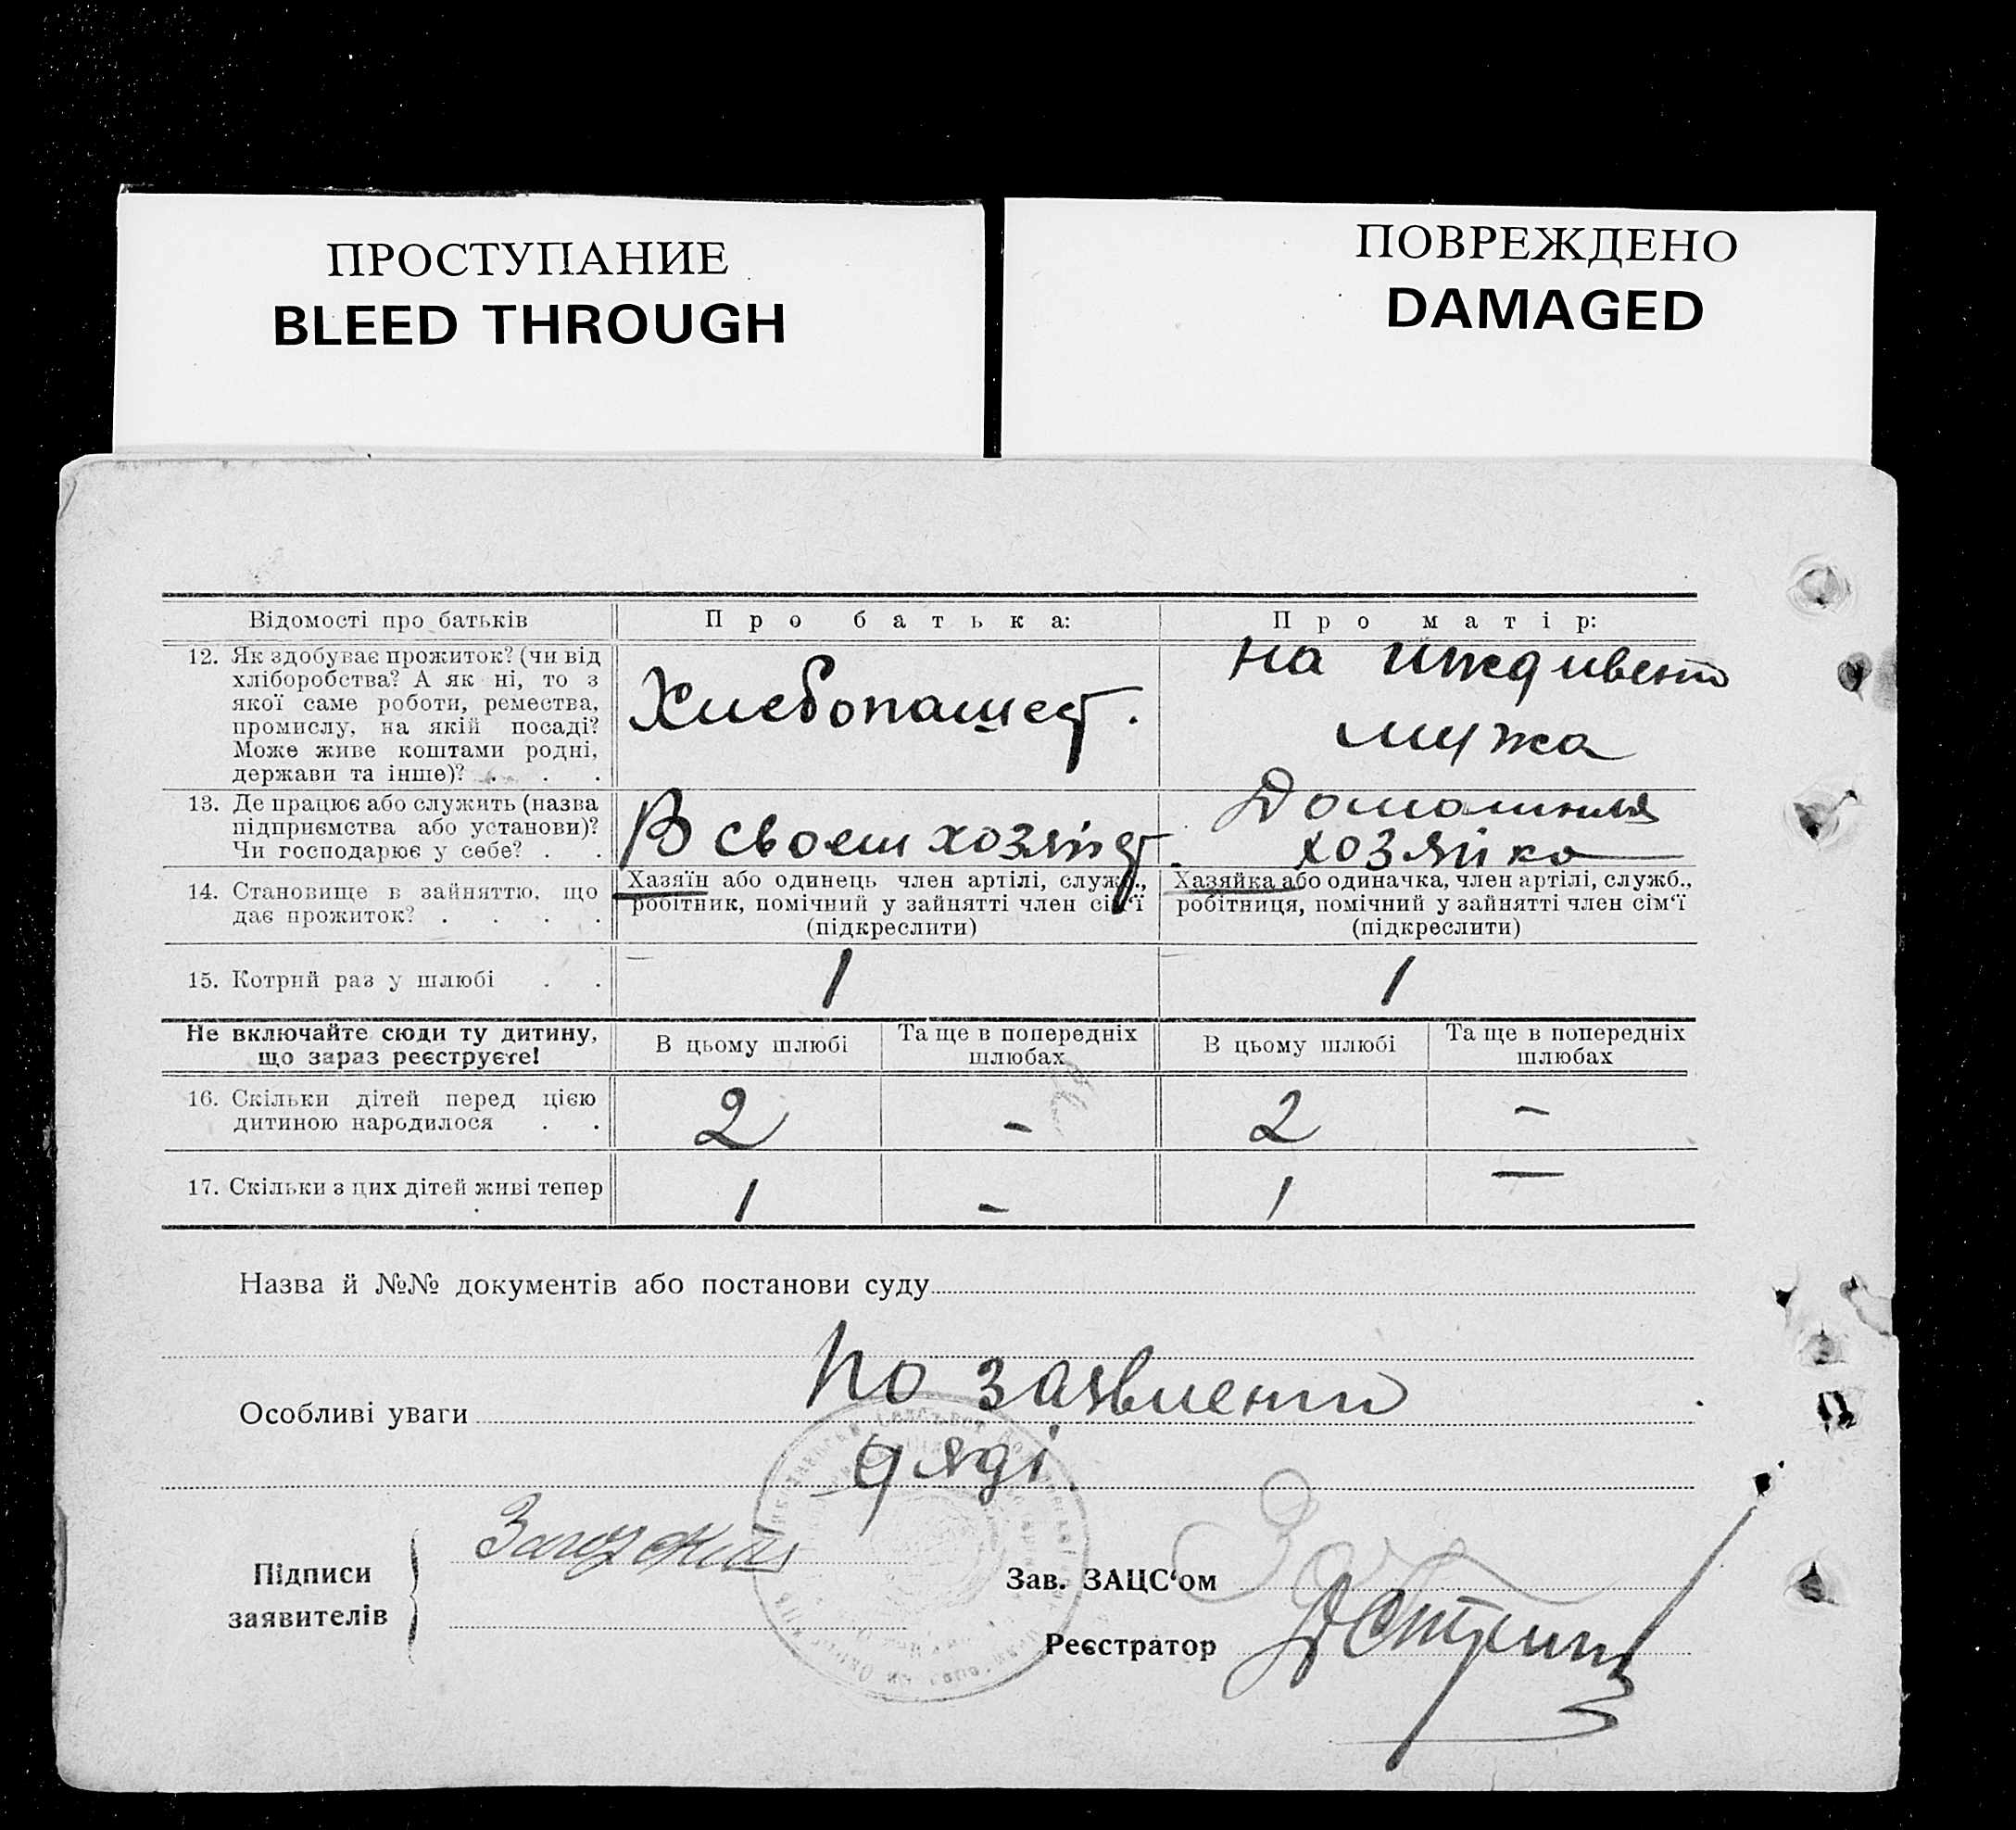 ПРОСТУПАНИЕ
BLEED THROUGH
ПОВРЕЖДЕНО
DAMAGED
Відомості про батьків
Про батька:
Про матір:
12. Як здобуває прожиток? (чи від
хліборобства? А як ні, то з
якої саме роботи, ремества,
промислу, на якій посаді?
Може живе коштами родні,
держави та інше)? . . .
Хлебопашед.
на иждивени
мужа
13. Де працює або служить (назва
підприємства або установи)?
Чи господарює у себе? . .
В своем хозяйд.
Домашняя
хозяйка
14. Становище в зайняттю, що
дає прожиток? . . . .
Хазяїн або одинець член артілі, служб.,
робітник, помічний у зайнятті член сім‘ї
(підкреслити)
Хазяйка або одиначка, член артілі, служб.,
робітниця, помічний у зайнятті член сім‘ї
(підкреслити)
15. Котрий раз у шлюбі . .
1
1
Не включайте сюди ту дитину,
що зараз реєструєте!
В цьому шлюбі
Та ще в попередніх
шлюбах
В цьому шлюбі
Та ще в попередніх
шлюбах
16. Скільки дітей перед цією
дитиною народилося . .
2
-
2
-
17. Скільки з цих дітей живі тепер
1
-
1
—
Назва й №№ документів або постанови суду
По заявлении
Особливі уваги
дяді.
Підписи
заявителів
Зав. ЗАЦС‘ом
Реєстратор